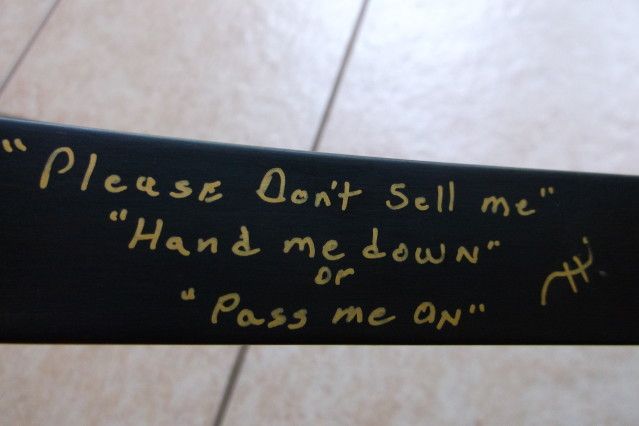 "Please Don't Sell me"
"Hand me down"
or
"Pass me on"